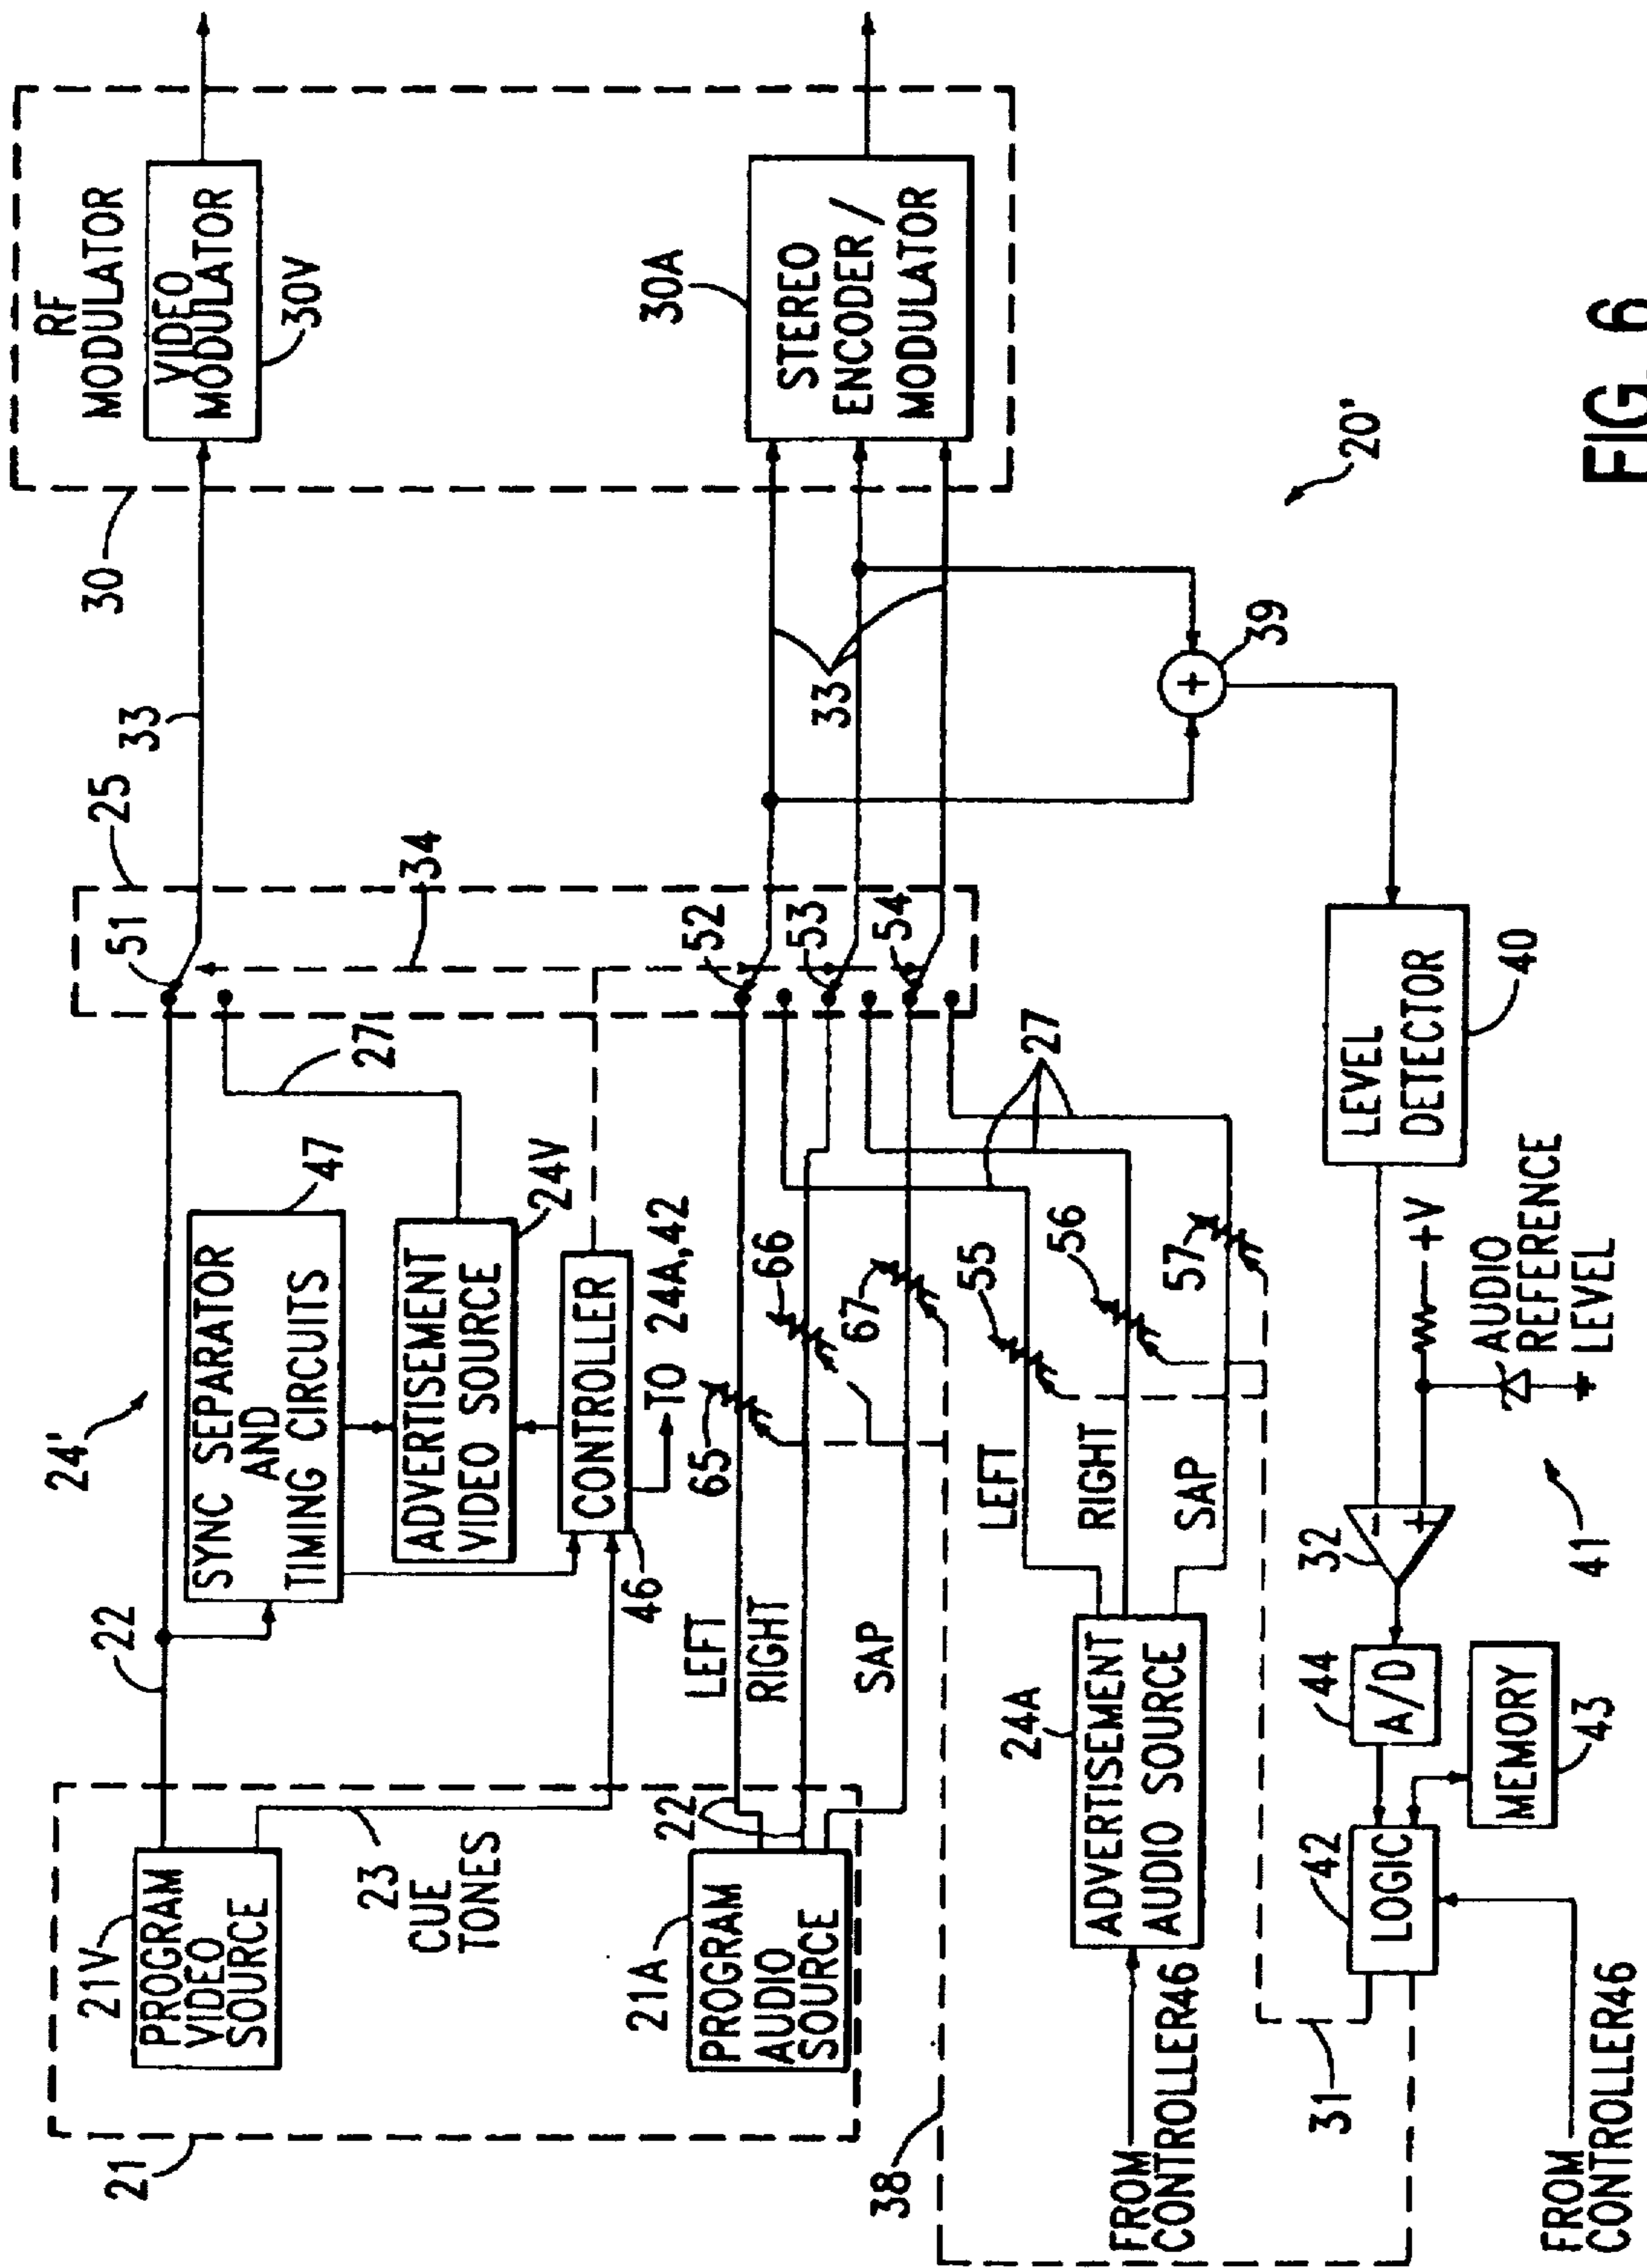 21
21V
PROGRAM
VIDEO
SOURCE
23
CUE
TONES
21A
PROGRAM
AUDIO
SOURCE
22
22
24'
SYNC SEPARATOR
AND
TIMING CIRCUITS
47
ADVERTISEMENT
VIDEO SOURCE
24V
CONTROLLER
46
TO 24A,42
27
LEFT
RIGHT
SAP
65
66
67
25
51
34
52
53
54
33
30
RF
MODULATOR
VIDEO
MODULATOR
30V
30A
STEREO
ENCODER /
MODULATOR
33
38
FROM
CONTROLLER46
24A
ADVERTISEMENT
AUDIO SOURCE
LEFT
RIGHT
SAP
55
56
57
27
39
+
20"
31
FROM
CONTROLLER46
42
LOGIC
44
A/D
MEMORY
43
32
−
+
41
+V
AUDIO
REFERENCE
LEVEL
LEVEL
DETECTOR
40
FIG. 6